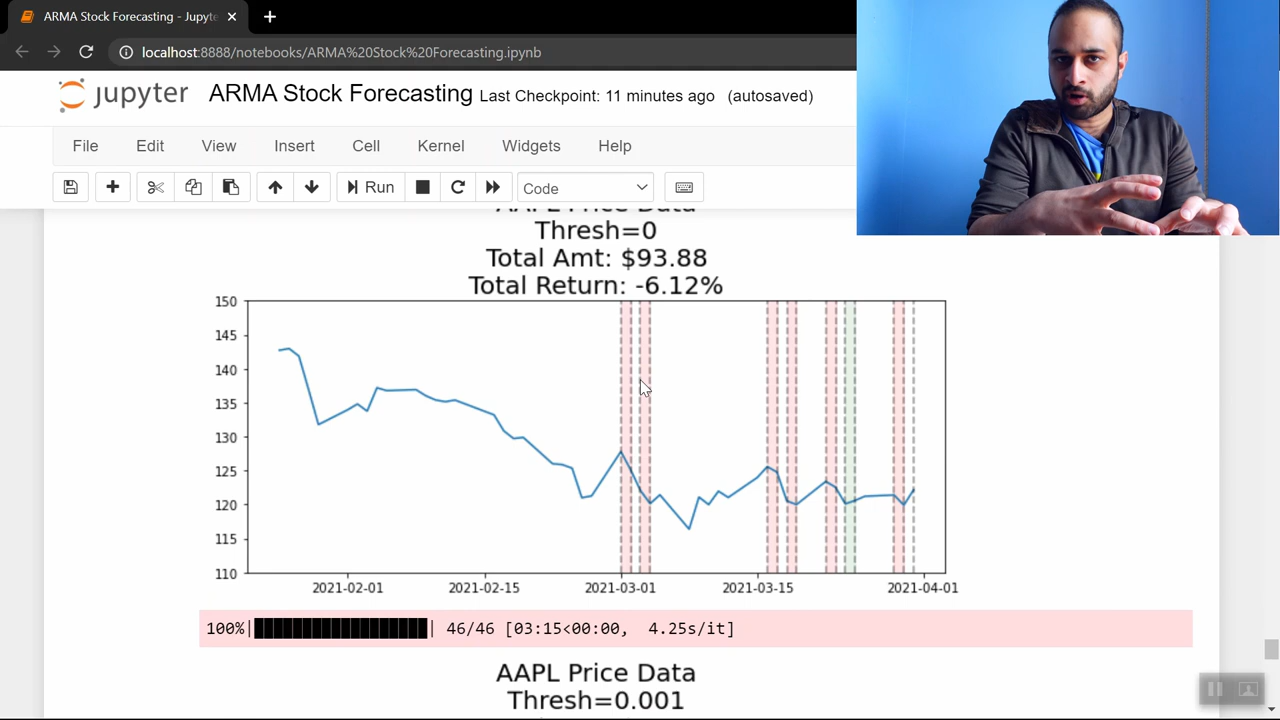 ARMA Stock Forecasting - Jupyte
localhost:8888/notebooks/ARMA%20Stock%20Forecasting.ipynb
jupyter ARMA Stock Forecasting Last Checkpoint: 11 minutes ago (autosaved)
File Edit View Insert Cell Kernel Widgets Help
Run Code
AAPL Price Data
Thresh=0
Total Amt: $93.88
Total Return: -6.12%
150
145
140
135
130
125
120
115
110
2021-02-01 2021-02-15 2021-03-01 2021-03-15 2021-04-01
100%| | 46/46 [03:15<00:00, 4.25s/it]
AAPL Price Data
Thresh=0.001